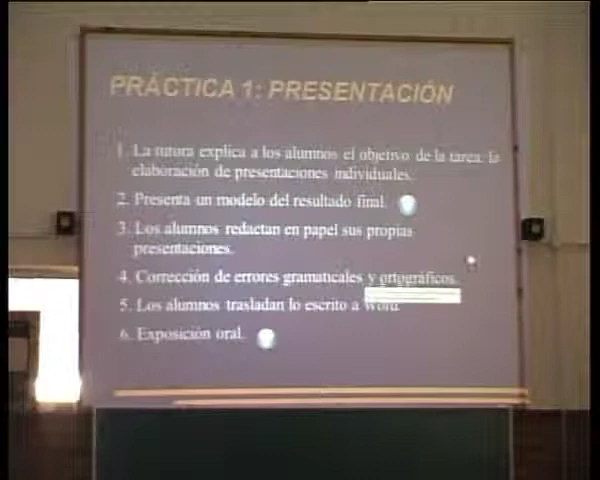 PRÁCTICA 1: PRESENTACIÓN
1. La tutora explica a los alumnos el objetivo de la tarea: la
elaboración de presentaciones individuales.
2. Presenta un modelo del resultado final.
3. Los alumnos redactan en papel sus propias
presentaciones.
4. Corrección de errores gramaticales y ortográficos.
5. Los alumnos trasladan lo escrito a Word.
6. Exposición oral.